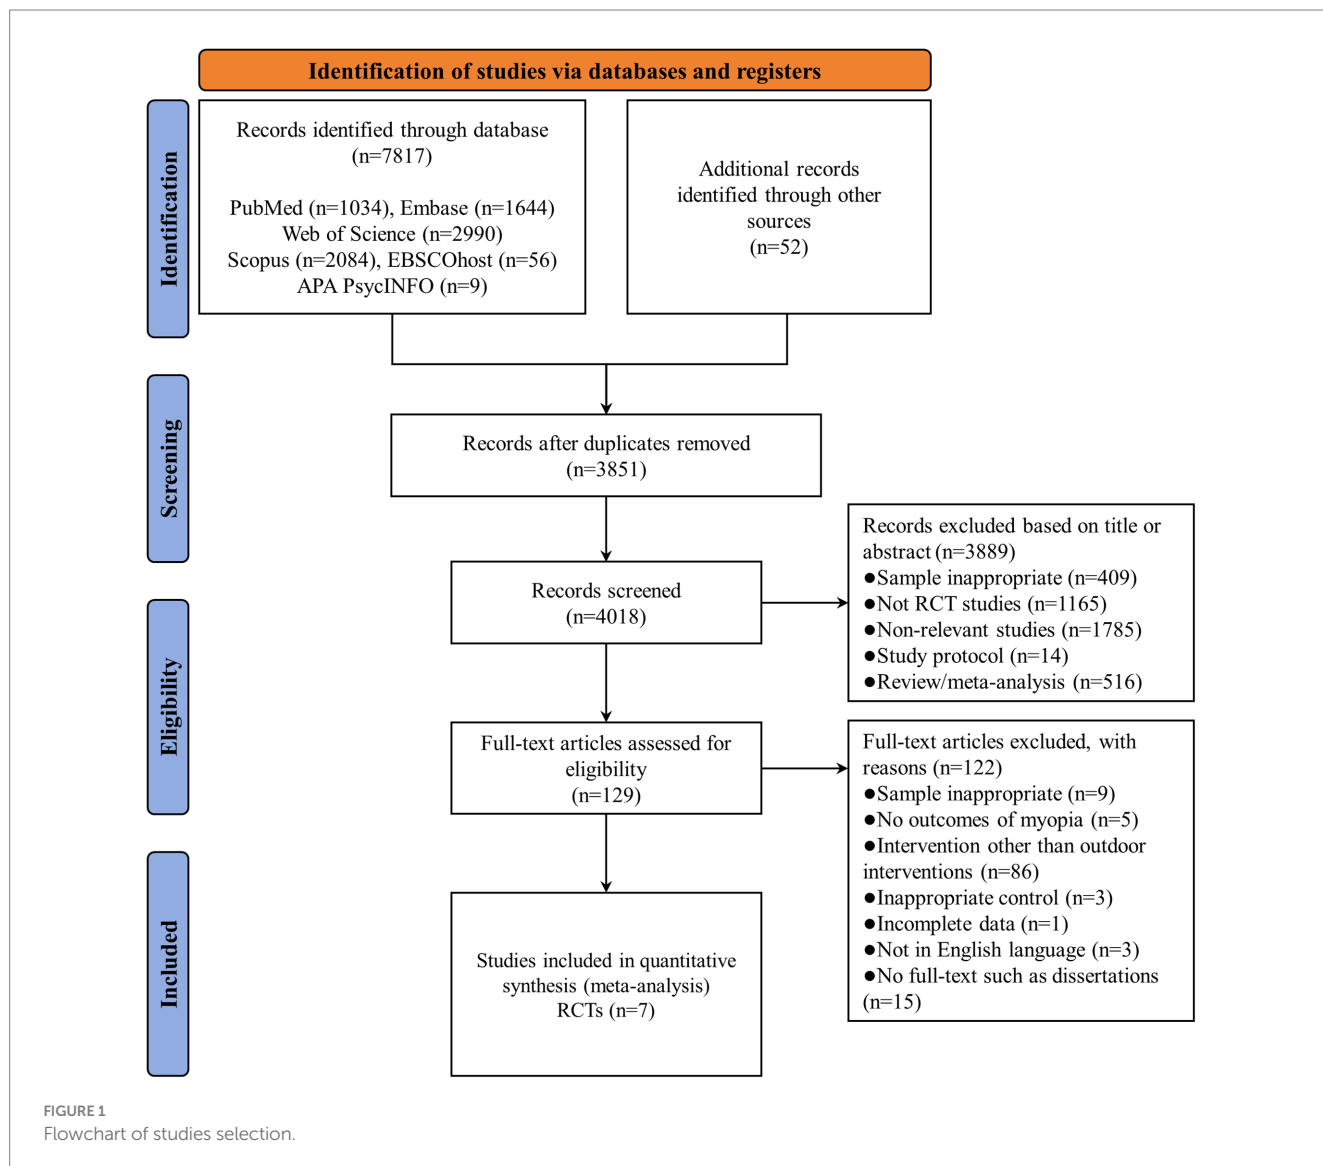 Identification of studies via databases and registers
Identification
Records identified through database
(n=7817)
PubMed (n=1034), Embase (n=1644)
Web of Science (n=2990)
Scopus (n=2084), EBSCOhost (n=56)
APA PsycINFO (n=9)
Additional records
identified through other
sources
(n=52)
Screening
Records after duplicates removed
(n=3851)
Records screened
(n=4018)
Records excluded based on title or
abstract (n=3889)
●Sample inappropriate (n=409)
●Not RCT studies (n=1165)
●Non-relevant studies (n=1785)
●Study protocol (n=14)
●Review/meta-analysis (n=516)
Eligibility
Full-text articles assessed for
eligibility
(n=129)
Full-text articles excluded, with
reasons (n=122)
●Sample inappropriate (n=9)
●No outcomes of myopia (n=5)
●Intervention other than outdoor
interventions (n=86)
●Inappropriate control (n=3)
●Incomplete data (n=1)
●Not in English language (n=3)
●No full-text such as dissertations
(n=15)
Included
Studies included in quantitative
synthesis (meta-analysis)
RCTs (n=7)
FIGURE 1
Flowchart of studies selection.